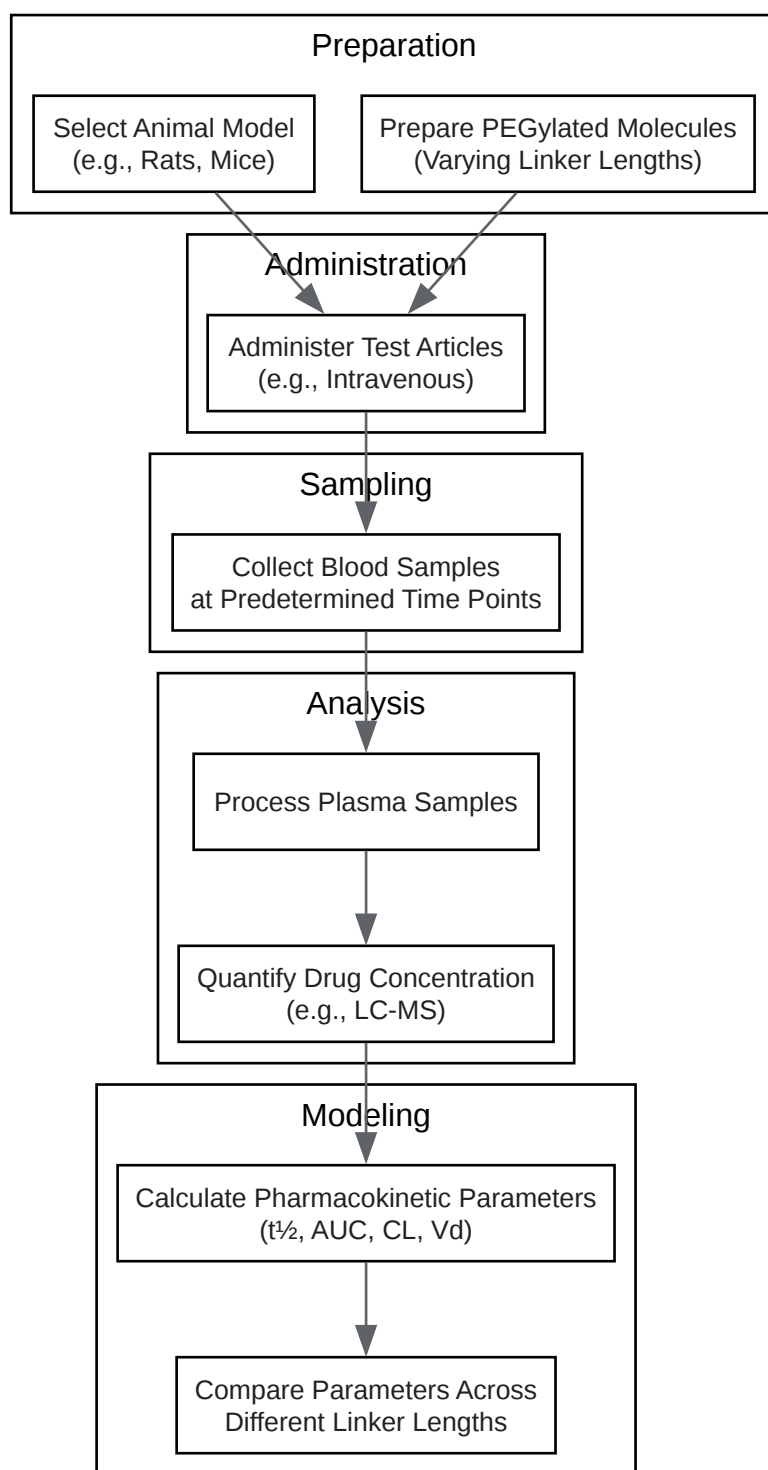 Preparation
Select Animal Model
(e.g., Rats, Mice)
Prepare PEGylated Molecules
(Varying Linker Lengths)
Administration
Administer Test Articles
(e.g., Intravenous)
Sampling
Collect Blood Samples
at Predetermined Time Points
Analysis
Process Plasma Samples
Quantify Drug Concentration
(e.g., LC-MS)
Modeling
Calculate Pharmacokinetic Parameters
(t½, AUC, CL, Vd)
Compare Parameters Across
Different Linker Lengths